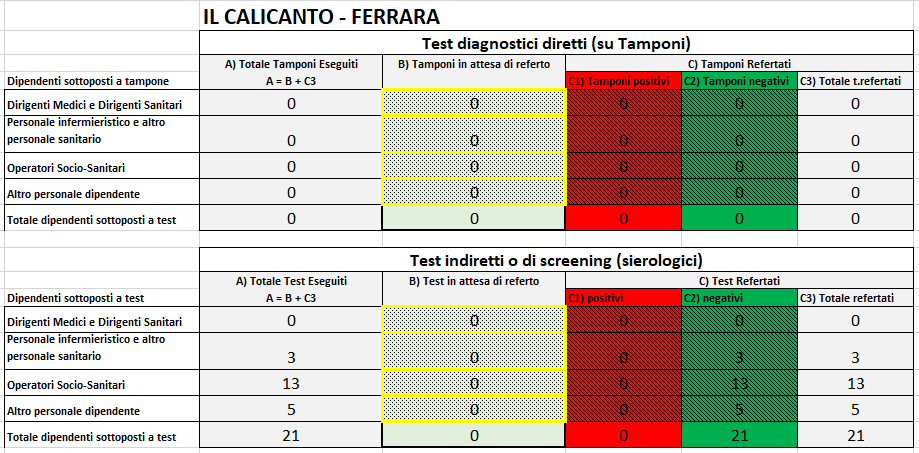 IL CALICANTO - FERRARA
Test diagnostici diretti (su Tamponi)
A) Totale Tamponi Eseguiti B) Tamponi in attesa di referto C) Tamponi Refertati
Dipendenti sottoposti a tampone A = B + C3 C1) Tamponi positivi C2) Tamponi negativi C3) Totale t.refertati
Dirigenti Medici e Dirigenti Sanitari 0 0 0 0 0
Personale infermieristico e altro
personale sanitario 0 0 0 0 0
Operatori Socio-Sanitari 0 0 0 0 0
Altro personale dipendente 0 0 0 0 0
Totale dipendenti sottoposti a test 0 0 0 0 0
Test indiretti o di screening (sierologici)
A) Totale Test Eseguiti B) Test in attesa di referto C) Test Refertati
Dipendenti sottoposti a test A = B + C3 C1) positivi C2) negativi C3) Totale refertati
Dirigenti Medici e Dirigenti Sanitari 0 0 0 0 0
Personale infermieristico e altro
personale sanitario 3 0 0 3 3
Operatori Socio-Sanitari 13 0 0 13 13
Altro personale dipendente 5 0 0 5 5
Totale dipendenti sottoposti a test 21 0 0 21 21